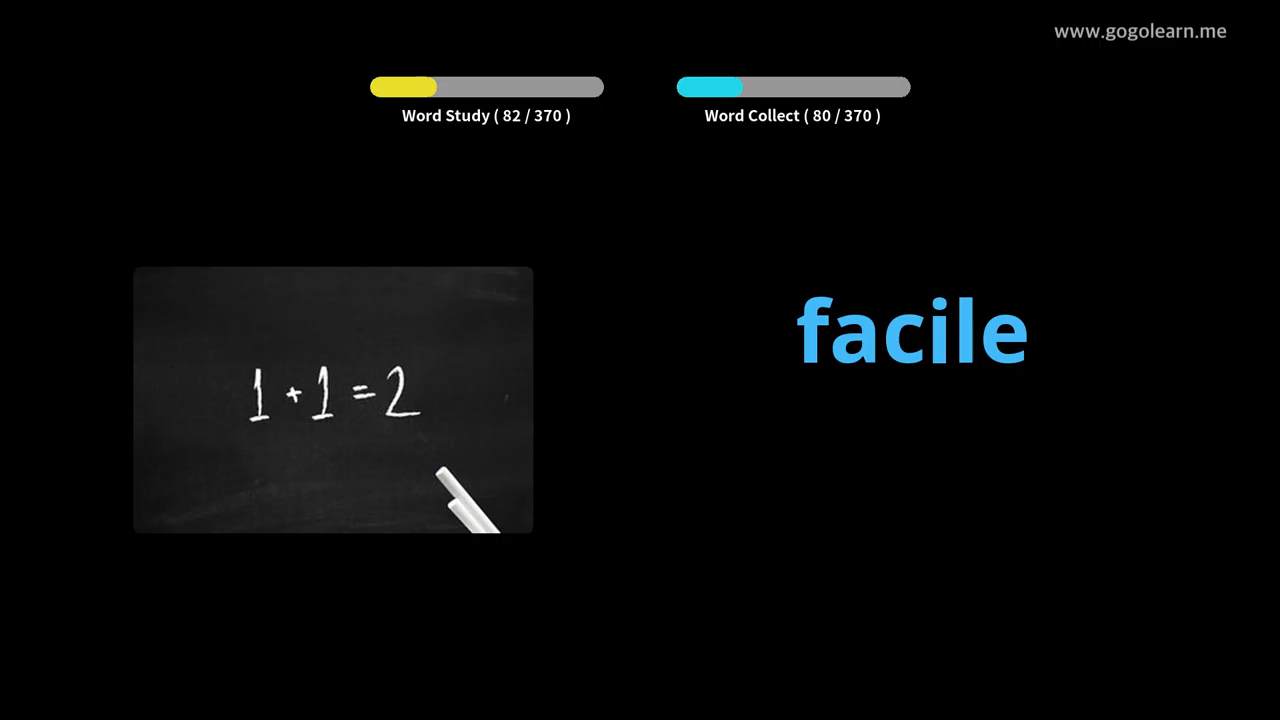 www.gogolearn.me
Word Study ( 82 / 370 )
Word Collect ( 80 / 370 )
1 + 1 = 2
facile